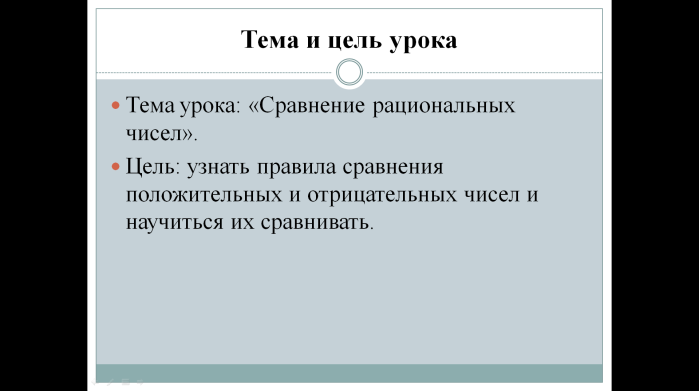 Тема и цель урока
• Тема урока: «Сравнение рациональных
чисел».
• Цель: узнать правила сравнения
положительных и отрицательных чисел и
научиться их сравнивать.